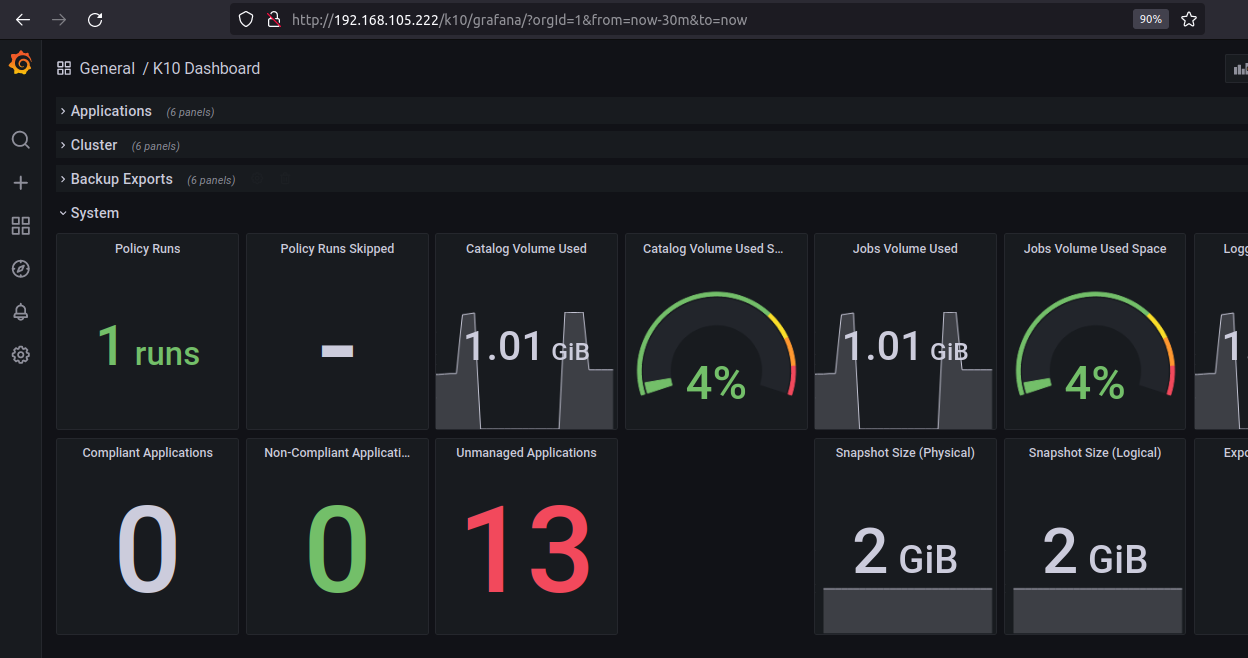 http://192.168.105.222/k10/grafana/?orgId=1&from=now-30m&to=now 90%
General / K10 Dashboard
Applications (6 panels)
Cluster (6 panels)
Backup Exports (6 panels)
System
Policy Runs
1 runs
Policy Runs Skipped
-
Catalog Volume Used
1.01 GiB
Catalog Volume Used S...
4%
Jobs Volume Used
1.01 GiB
Jobs Volume Used Space
4%
Logg
1.
Compliant Applications
0
Non-Compliant Applicati...
0
Unmanaged Applications
13
Snapshot Size (Physical)
2 GiB
Snapshot Size (Logical)
2 GiB
Expo